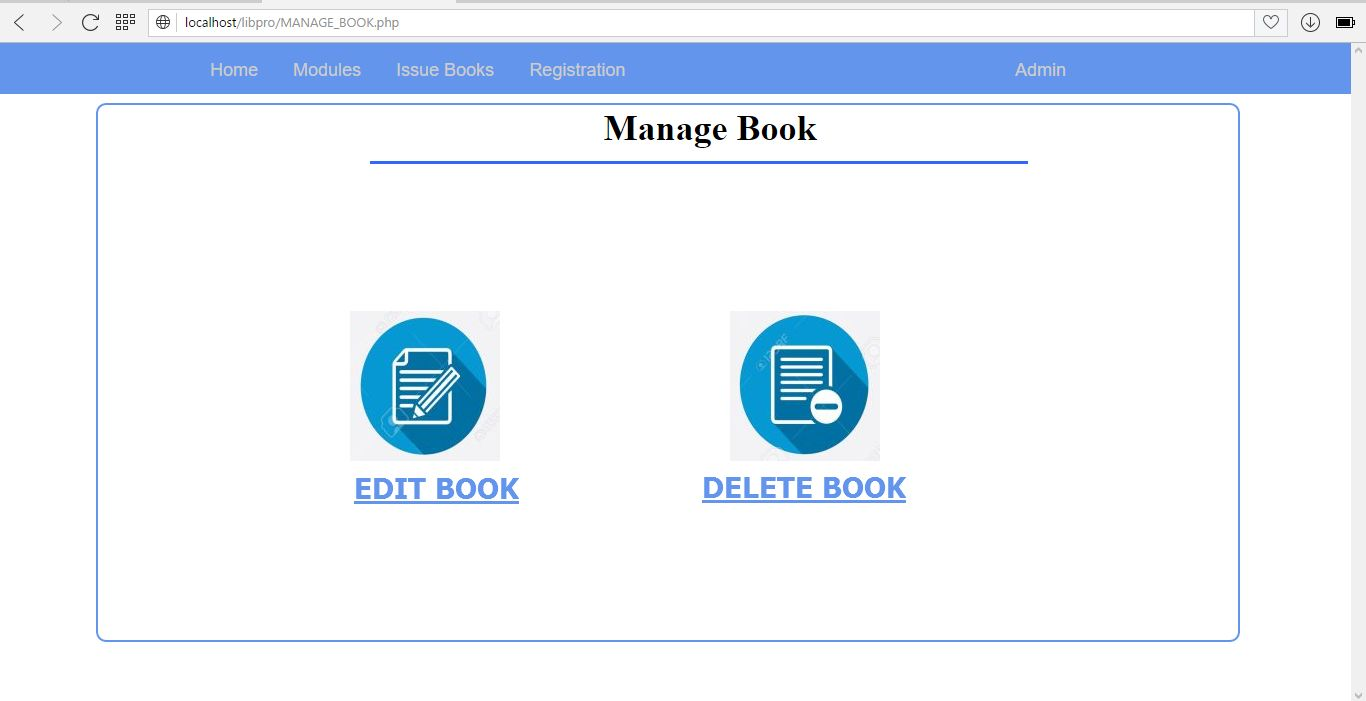 localhost/libpro/MANAGE_BOOK.php
Home Modules Issue Books Registration Admin
Manage Book
EDIT BOOK DELETE BOOK